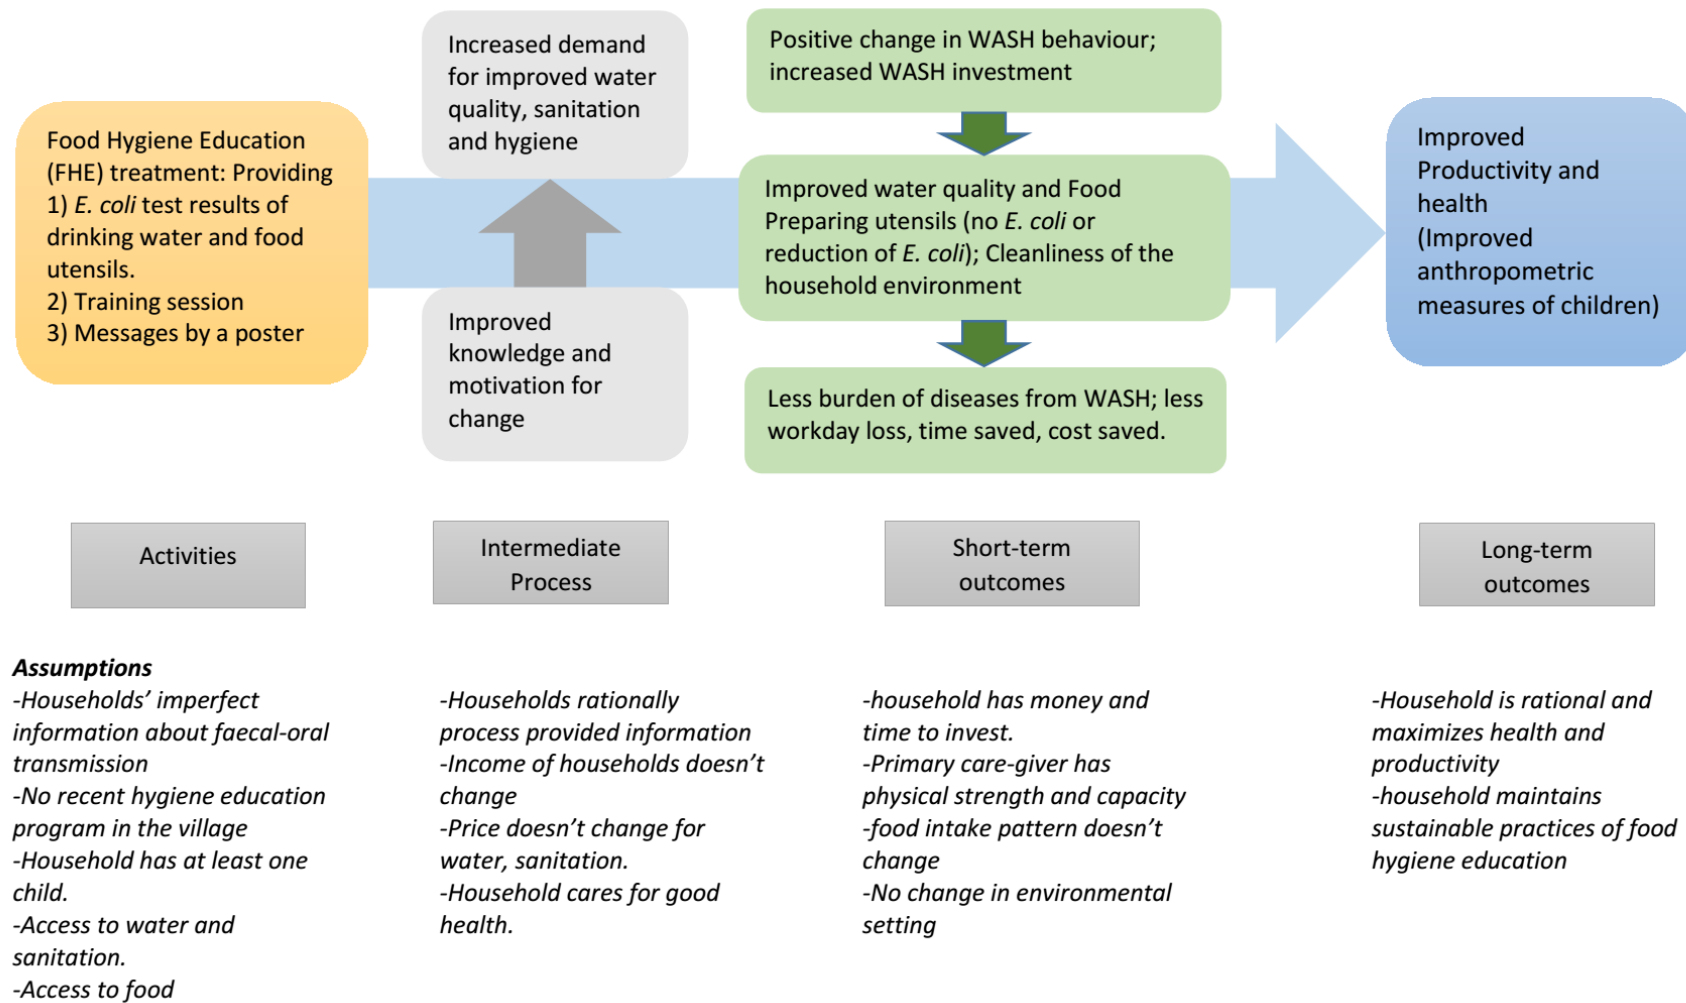 Food Hygiene Education
(FHE) treatment: Providing
1) E. coli test results of
drinking water and food
utensils.
2) Training session
3) Messages by a poster
Increased demand
for improved water
quality, sanitation
and hygiene
Improved
knowledge and
motivation for
change
Positive change in WASH behaviour;
increased WASH investment
Improved water quality and Food
Preparing utensils (no E. coli or
reduction of E. coli); Cleanliness of the
household environment
Less burden of diseases from WASH; less
workday loss, time saved, cost saved.
Improved
Productivity and
health
(Improved
anthropometric
measures of children)
Activities
Intermediate
Process
Short-term
outcomes
Long-term
outcomes
Assumptions
-Households’ imperfect
information about faecal-oral
transmission
-No recent hygiene education
program in the village
-Household has at least one
child.
-Access to water and
sanitation.
-Access to food
-Households rationally
process provided information
-Income of households doesn’t
change
-Price doesn’t change for
water, sanitation.
-Household cares for good
health.
-household has money and
time to invest.
-Primary care-giver has
physical strength and capacity
-food intake pattern doesn’t
change
-No change in environmental
setting
-Household is rational and
maximizes health and
productivity
-household maintains
sustainable practices of food
hygiene education